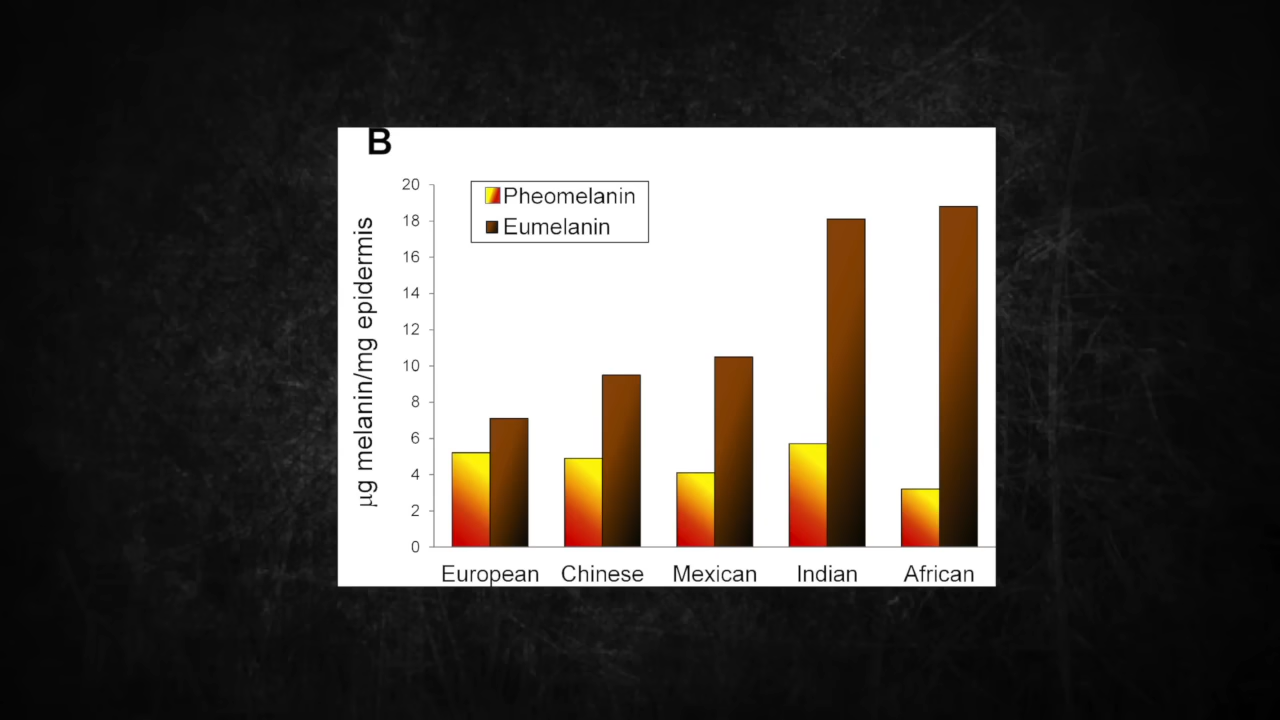 B
Pheomelanin
Eumelanin
µg melanin/mg epidermis
20
18
16
14
12
10
8
6
4
2
0
European Chinese Mexican Indian African